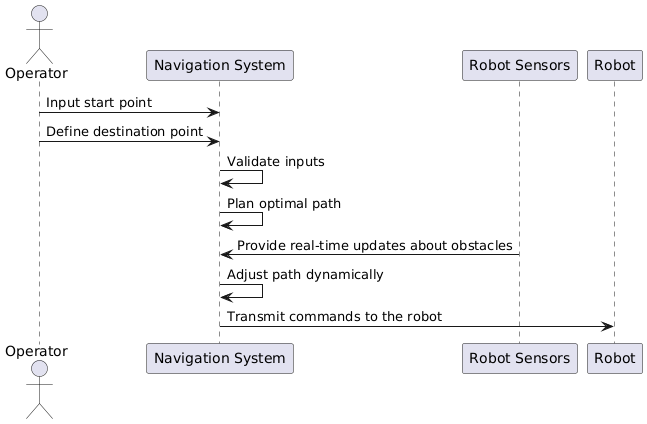 Operator
Navigation System
Robot Sensors
Robot
Input start point
Define destination point
Validate inputs
Plan optimal path
Provide real-time updates about obstacles
Adjust path dynamically
Transmit commands to the robot
Operator
Navigation System
Robot Sensors
Robot